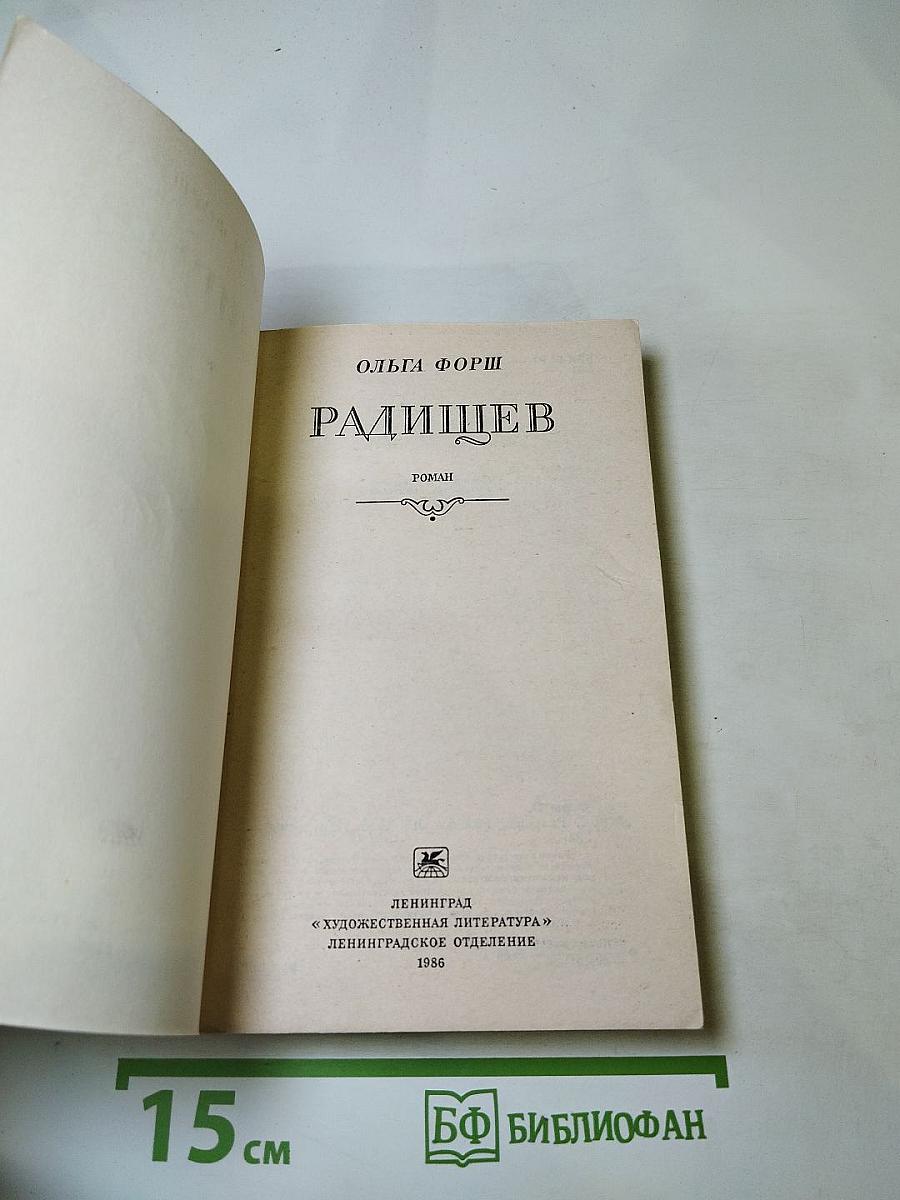 ОЛЬГА ФОРШ
РАДИЩЕВ
РОМАН
ЛЕНИНГРАД
«ХУДОЖЕСТВЕННАЯ ЛИТЕРАТУРА»
ЛЕНИНГРАДСКОЕ ОТДЕЛЕНИЕ
1986
15 см
БФ БИБЛИОФАН